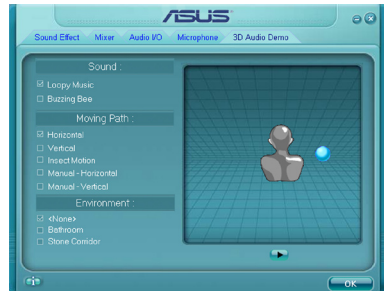 ASUS
Sound Effect Mixer Audio I/O Microphone 3D Audio Demo
Sound :
Loopy Music
Buzzing Bee
Moving Path :
Horizontal
Vertical
Insect Motion
Manual - Horizontal
Manual - Vertical
Environment :
<None>
Bathroom
Stone Corridor
OK